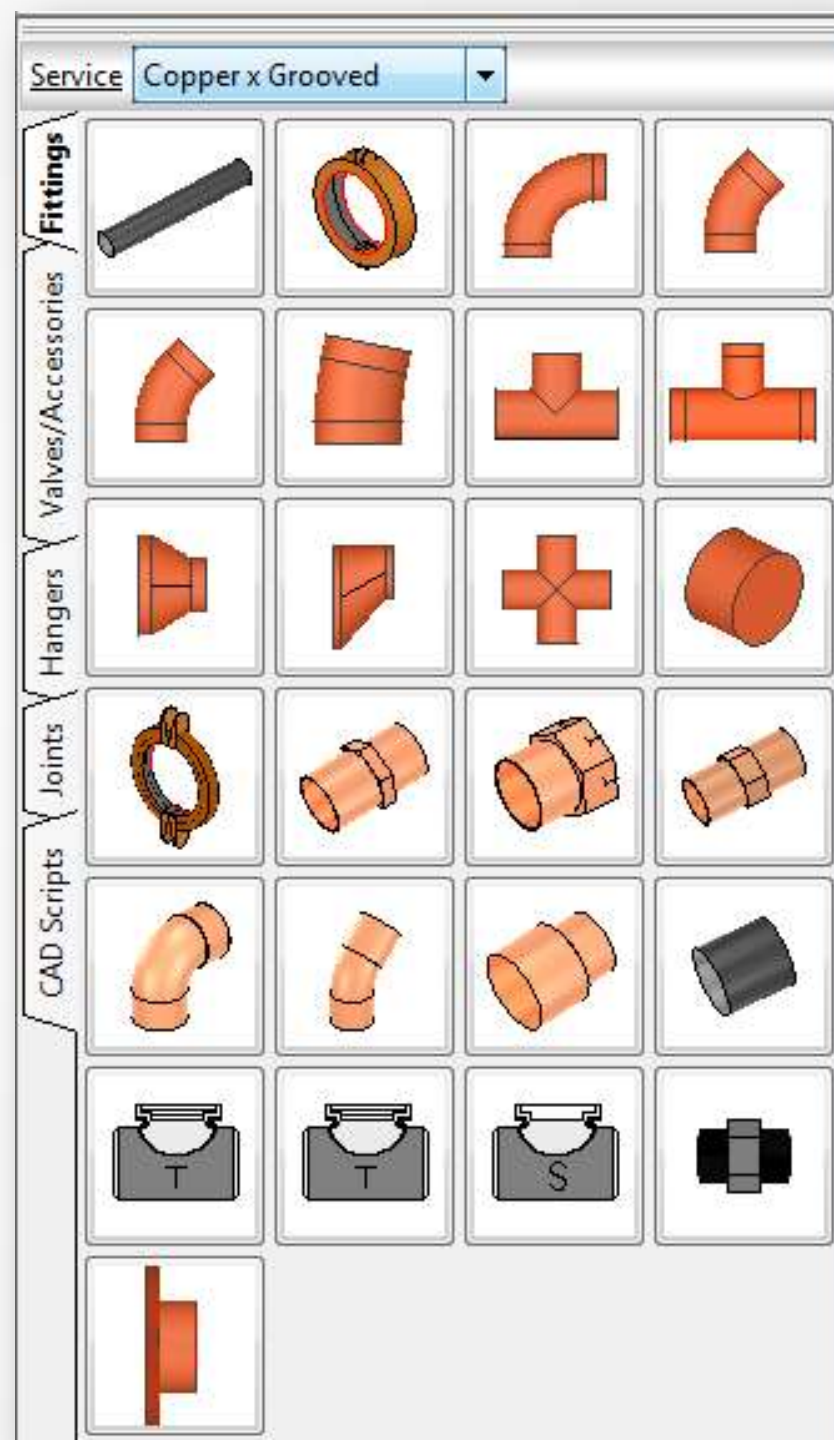 Service Copper x Grooved
Fittings
Valves/Accessories
Hangers
Joints
CAD Scripts
T T S